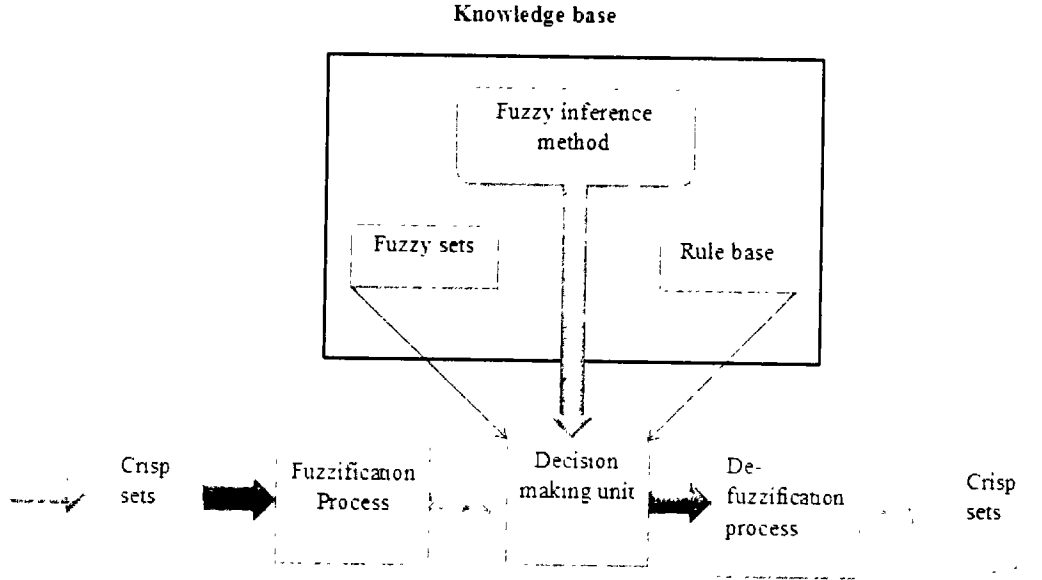 Knowledge base
Fuzzy inference
method
Fuzzy sets
Rule base
Crisp
sets
Fuzzification
Process
Decision
making unit
De-
fuzzification
process
Crisp
sets